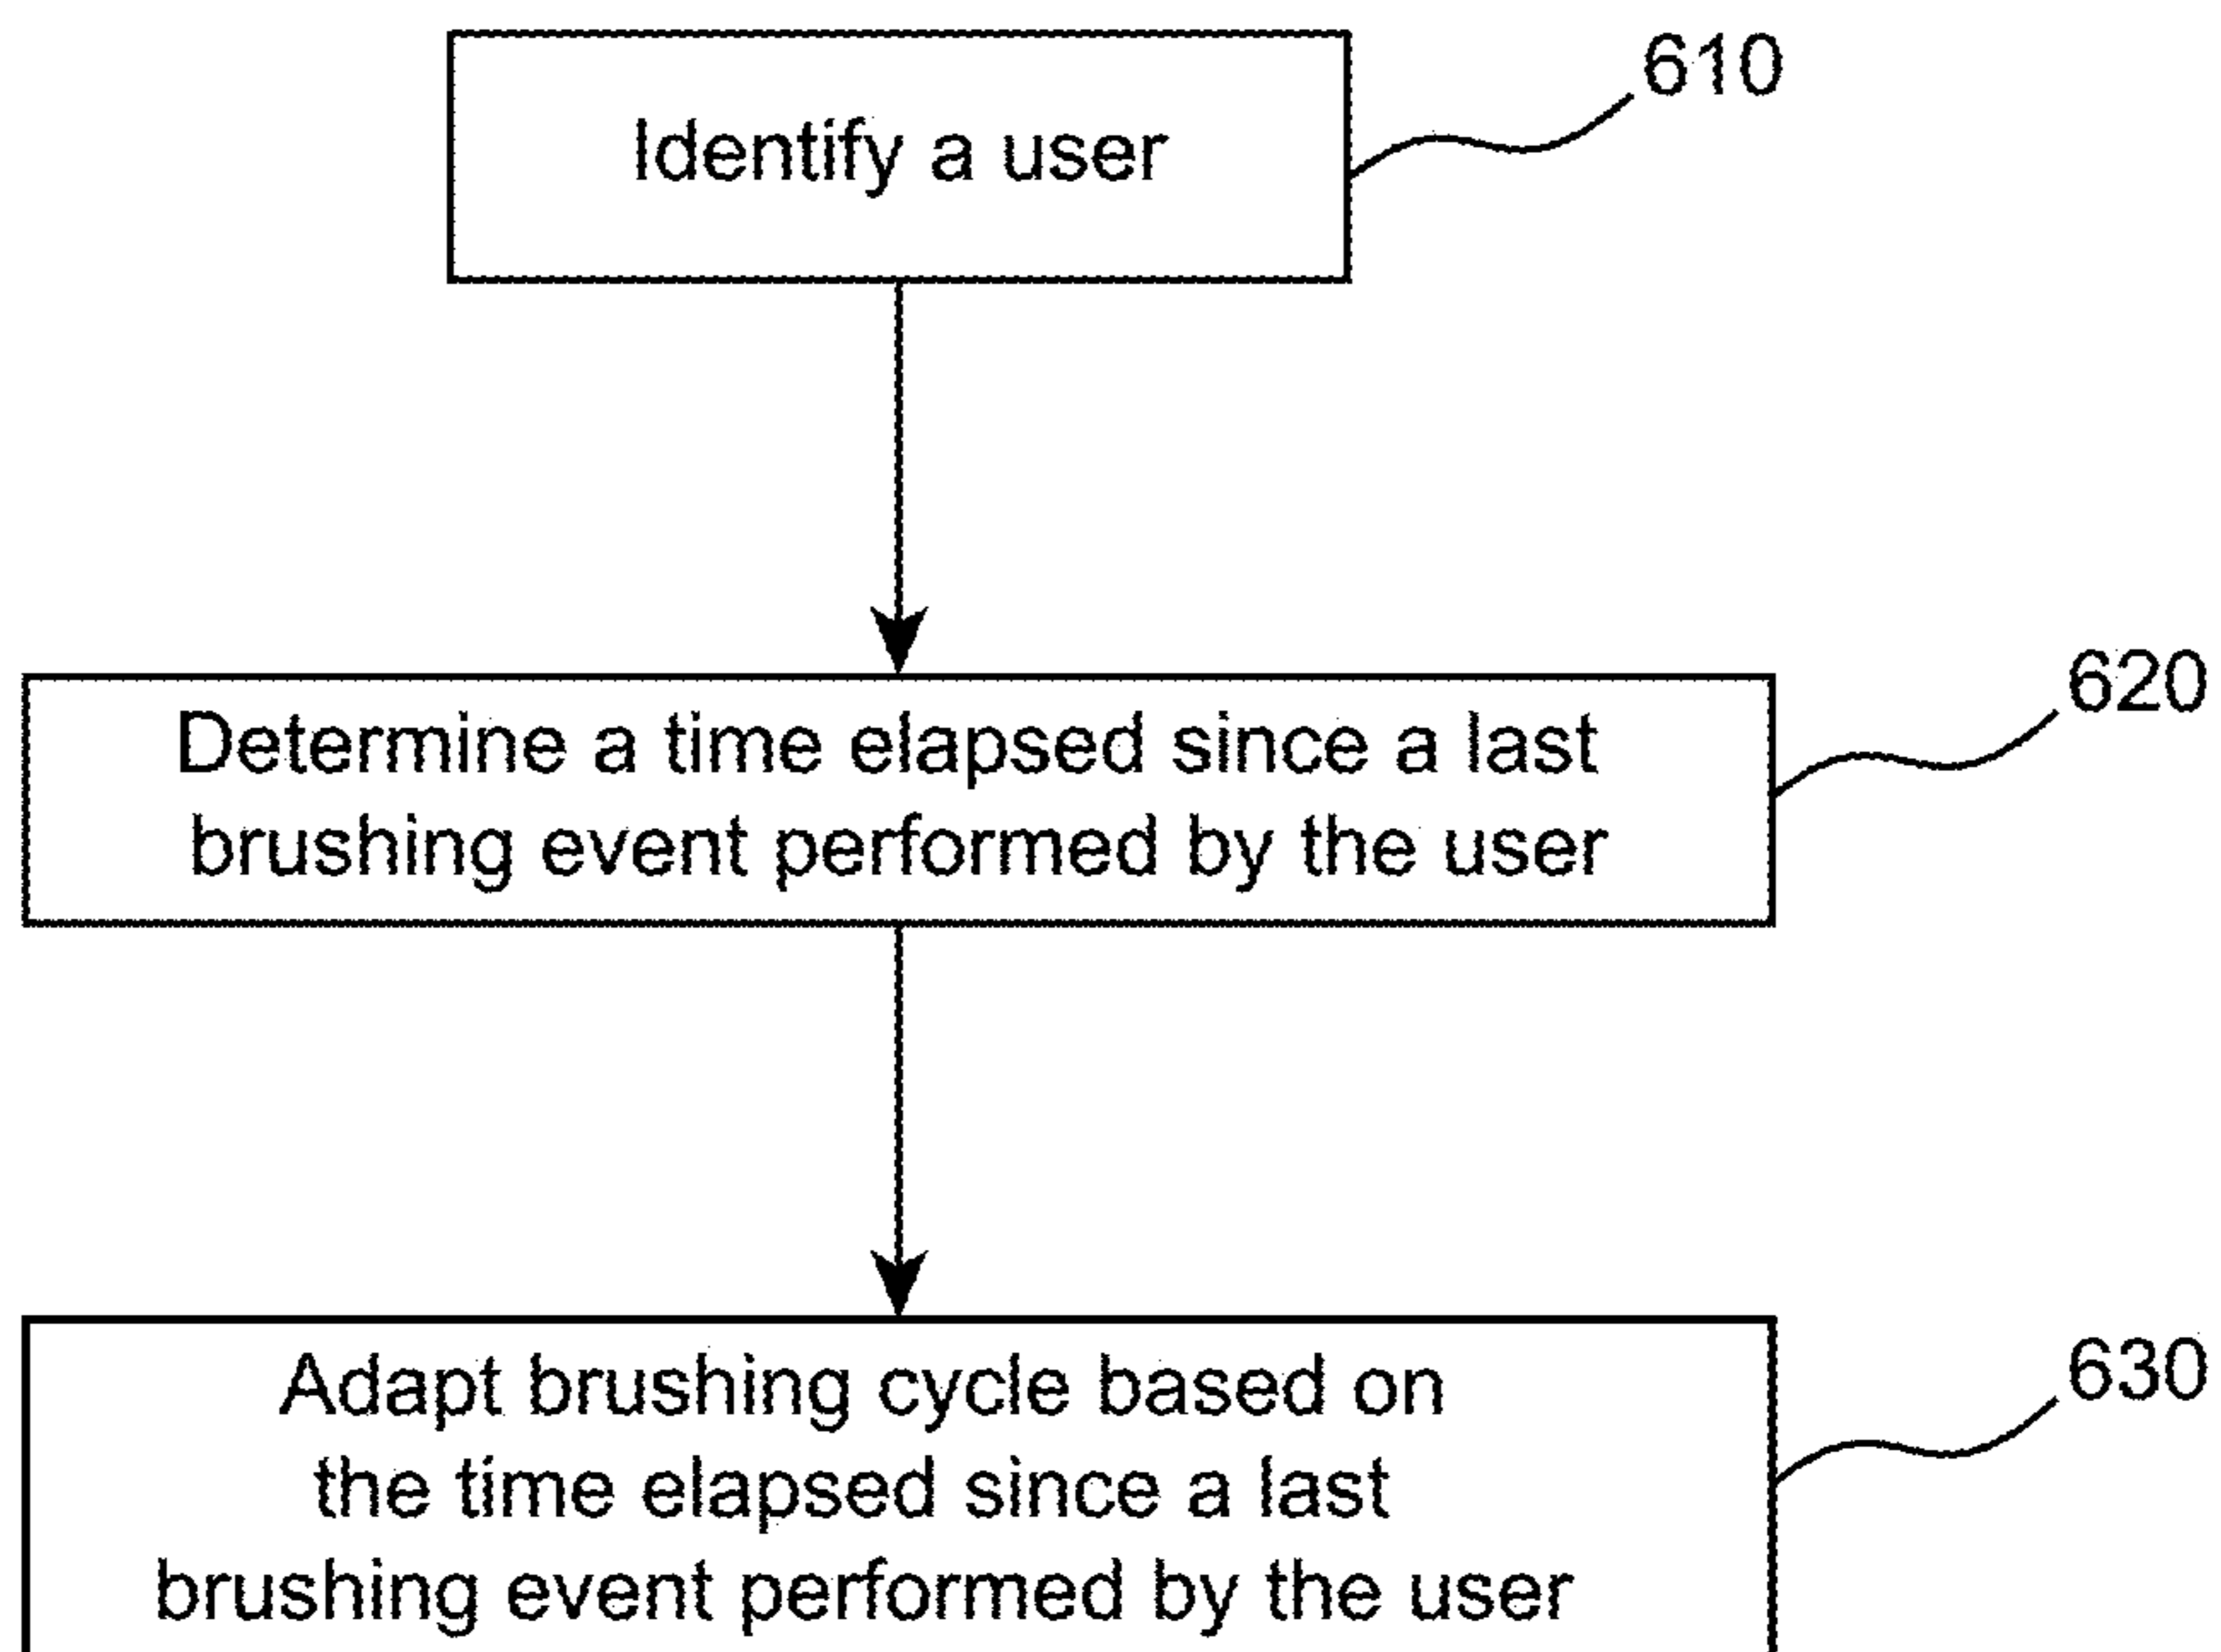 Identify a user
610
Determine a time elapsed since a last
brushing event performed by the user
620
Adapt brushing cycle based on
the time elapsed since a last
brushing event performed by the user
630